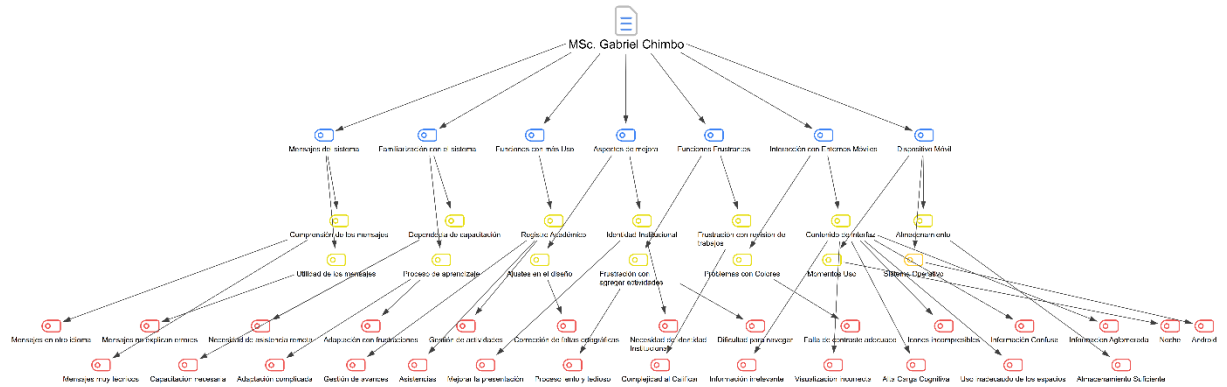 MSc. Gabriel Chimbo
Mensajes del sistema
Familiarización con el sistema
Funciones con más Uso
Aspectos de mejora
Funciones Frustrantes
Interacción con Entornos Móviles
Dispositivo Móvil
Comprensión de los mensajes
Dependencia de capacitación
Registro Académico
Identidad Institucional
Frustración con revisión de
trabajos
Contenido de interfaz
Almacenamiento
Utilidad de los mensajes
Proceso de aprendizaje
Ajustes en el diseño
Frustración con
agregar actividades
Problemas con Colores
Momentos Uso
Sistema Operativo
Mensajes en otro idioma
Mensajes no explican errores
Necesidad de asistencia remota
Adaptación con frustraciones
Gestión de actividades
Corrección de faltas ortográficas
Necesidad de Identidad
Institucional
Dificultad para navegar
Falta de contraste adecuado
Iconos incomprensibles
Información Confusa
Información Aglomerada
Noche
Android
Mensajes muy técnicos
Capacitación necesaria
Adaptación complicada
Gestión de avances
Asistencias
Mejorar la presentación
Proceso lento y tedioso
Complejidad al Calificar
Información irrelevante
Visualización incorrecta
Alta Carga Cognitiva
Uso inadecuado de los espacios
Almacenamiento Suficiente